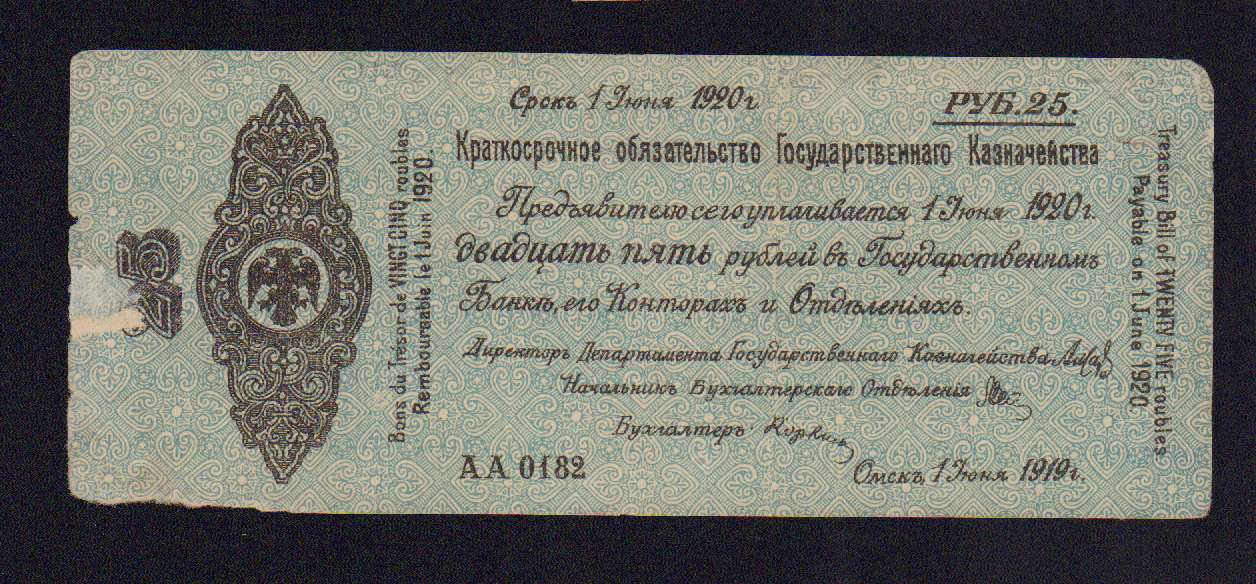 Срокъ 1 Іюня 1920 г.
РУБ. 25.
Краткосрочное обязательство Государственнаго Казначейства
Предъявителю сего уплачивается 1 Іюня 1920 г.
двадцать пять рублей въ Государственномъ
Банкѣ, его Конторахъ и Отдѣленіяхъ.
Директоръ Департамента Государственнаго Казначейства
Начальникъ Бухгалтерскаго Отдѣленія
Бухгалтеръ
АА 0182
Омскъ, 1 Іюня 1919 г.
25
Bons du Tresor de VINGT CINQ roubles
Remboursable le 1 Juin 1920.
Treasury Bill of TWENTY FIVE roubles
Payable on 1 June 1920.